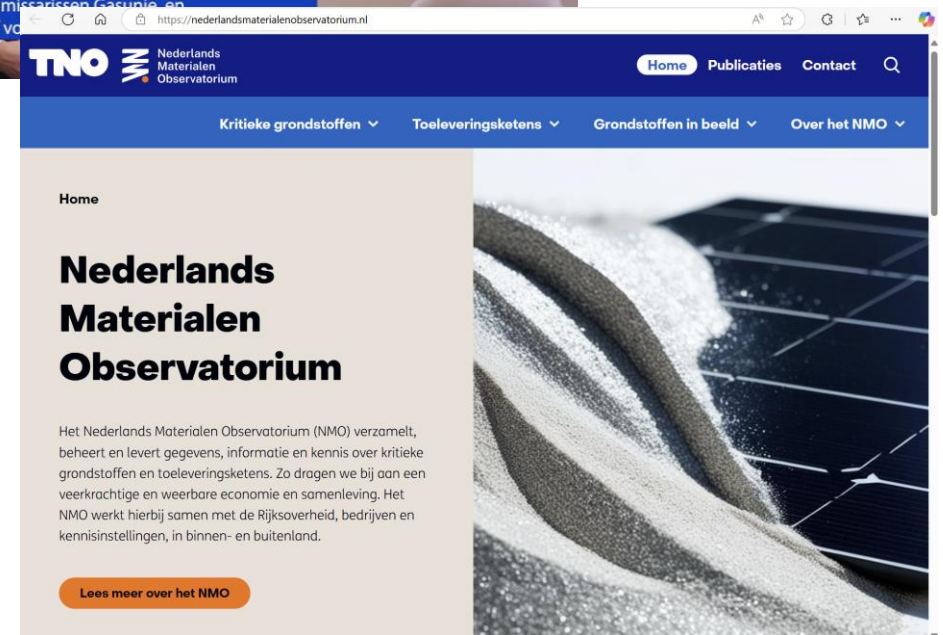 missarissen Gasunie, en
https://nederlandsmaterialenobservatorium.nl
TNO
Nederlands
Materialen
Observatorium
Home Publicaties Contact
Kritieke grondstoffen Toeleveringsketens Grondstoffen in beeld Over het NMO
Home
Nederlands
Materialen
Observatorium
Het Nederlands Materialen Observatorium (NMO) verzamelt,
beheert en levert gegevens, informatie en kennis over kritieke
grondstoffen en toeleveringsketens. Zo dragen we bij aan een
veerkrachtige en weerbare economie en samenleving. Het
NMO werkt hierbij samen met de Rijksoverheid, bedrijven en
kennisinstellingen, in binnen- en buitenland.
Lees meer over het NMO